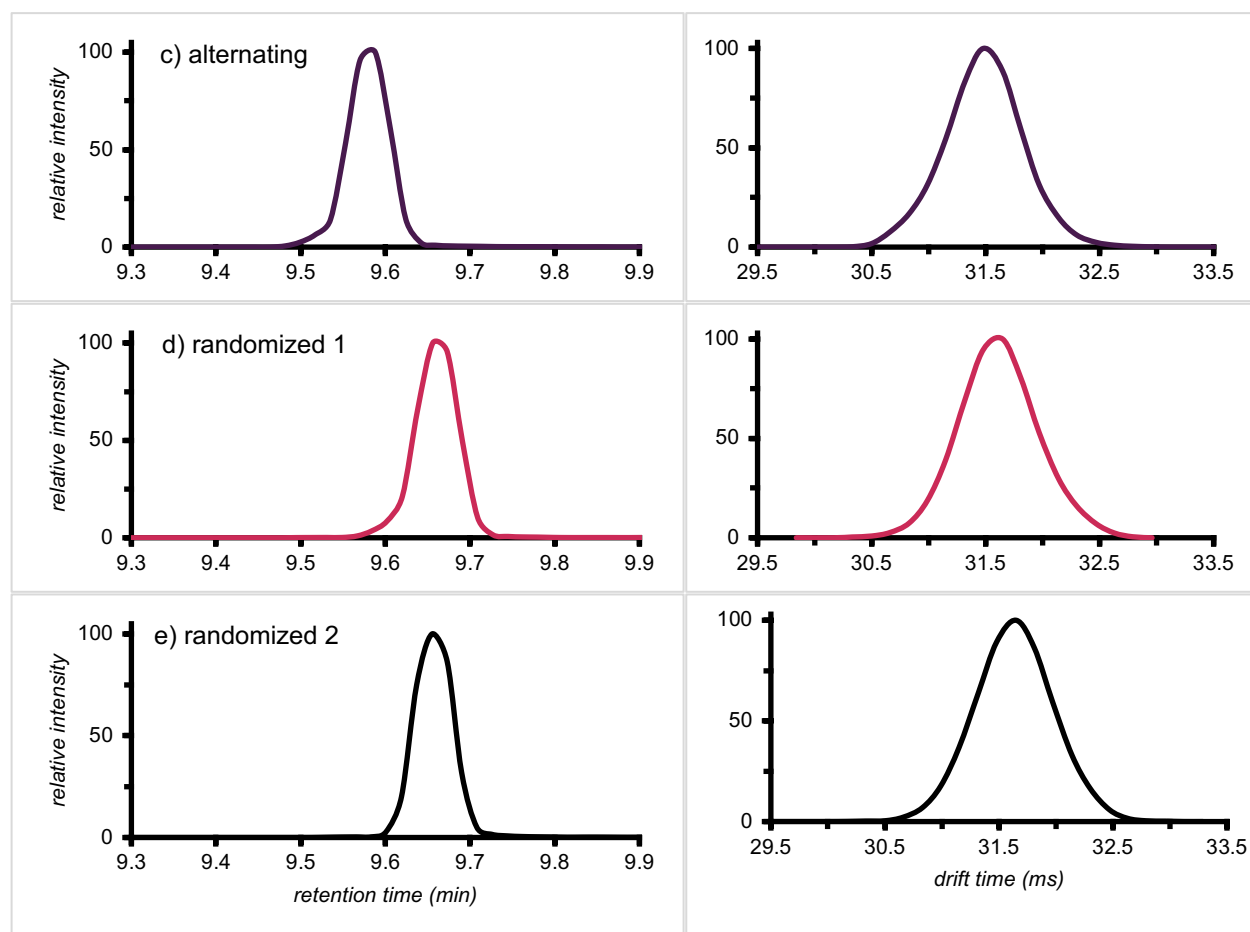 c) alternating
relative intensity
100
50
0
9.3 9.4 9.5 9.6 9.7 9.8 9.9
100
50
0
29.5 30.5 31.5 32.5 33.5
d) randomized 1
relative intensity
100
50
0
9.3 9.4 9.5 9.6 9.7 9.8 9.9
100
50
0
29.5 30.5 31.5 32.5 33.5
e) randomized 2
relative intensity
100
50
0
9.3 9.4 9.5 9.6 9.7 9.8 9.9
retention time (min)
100
50
0
29.5 30.5 31.5 32.5 33.5
drift time (ms)